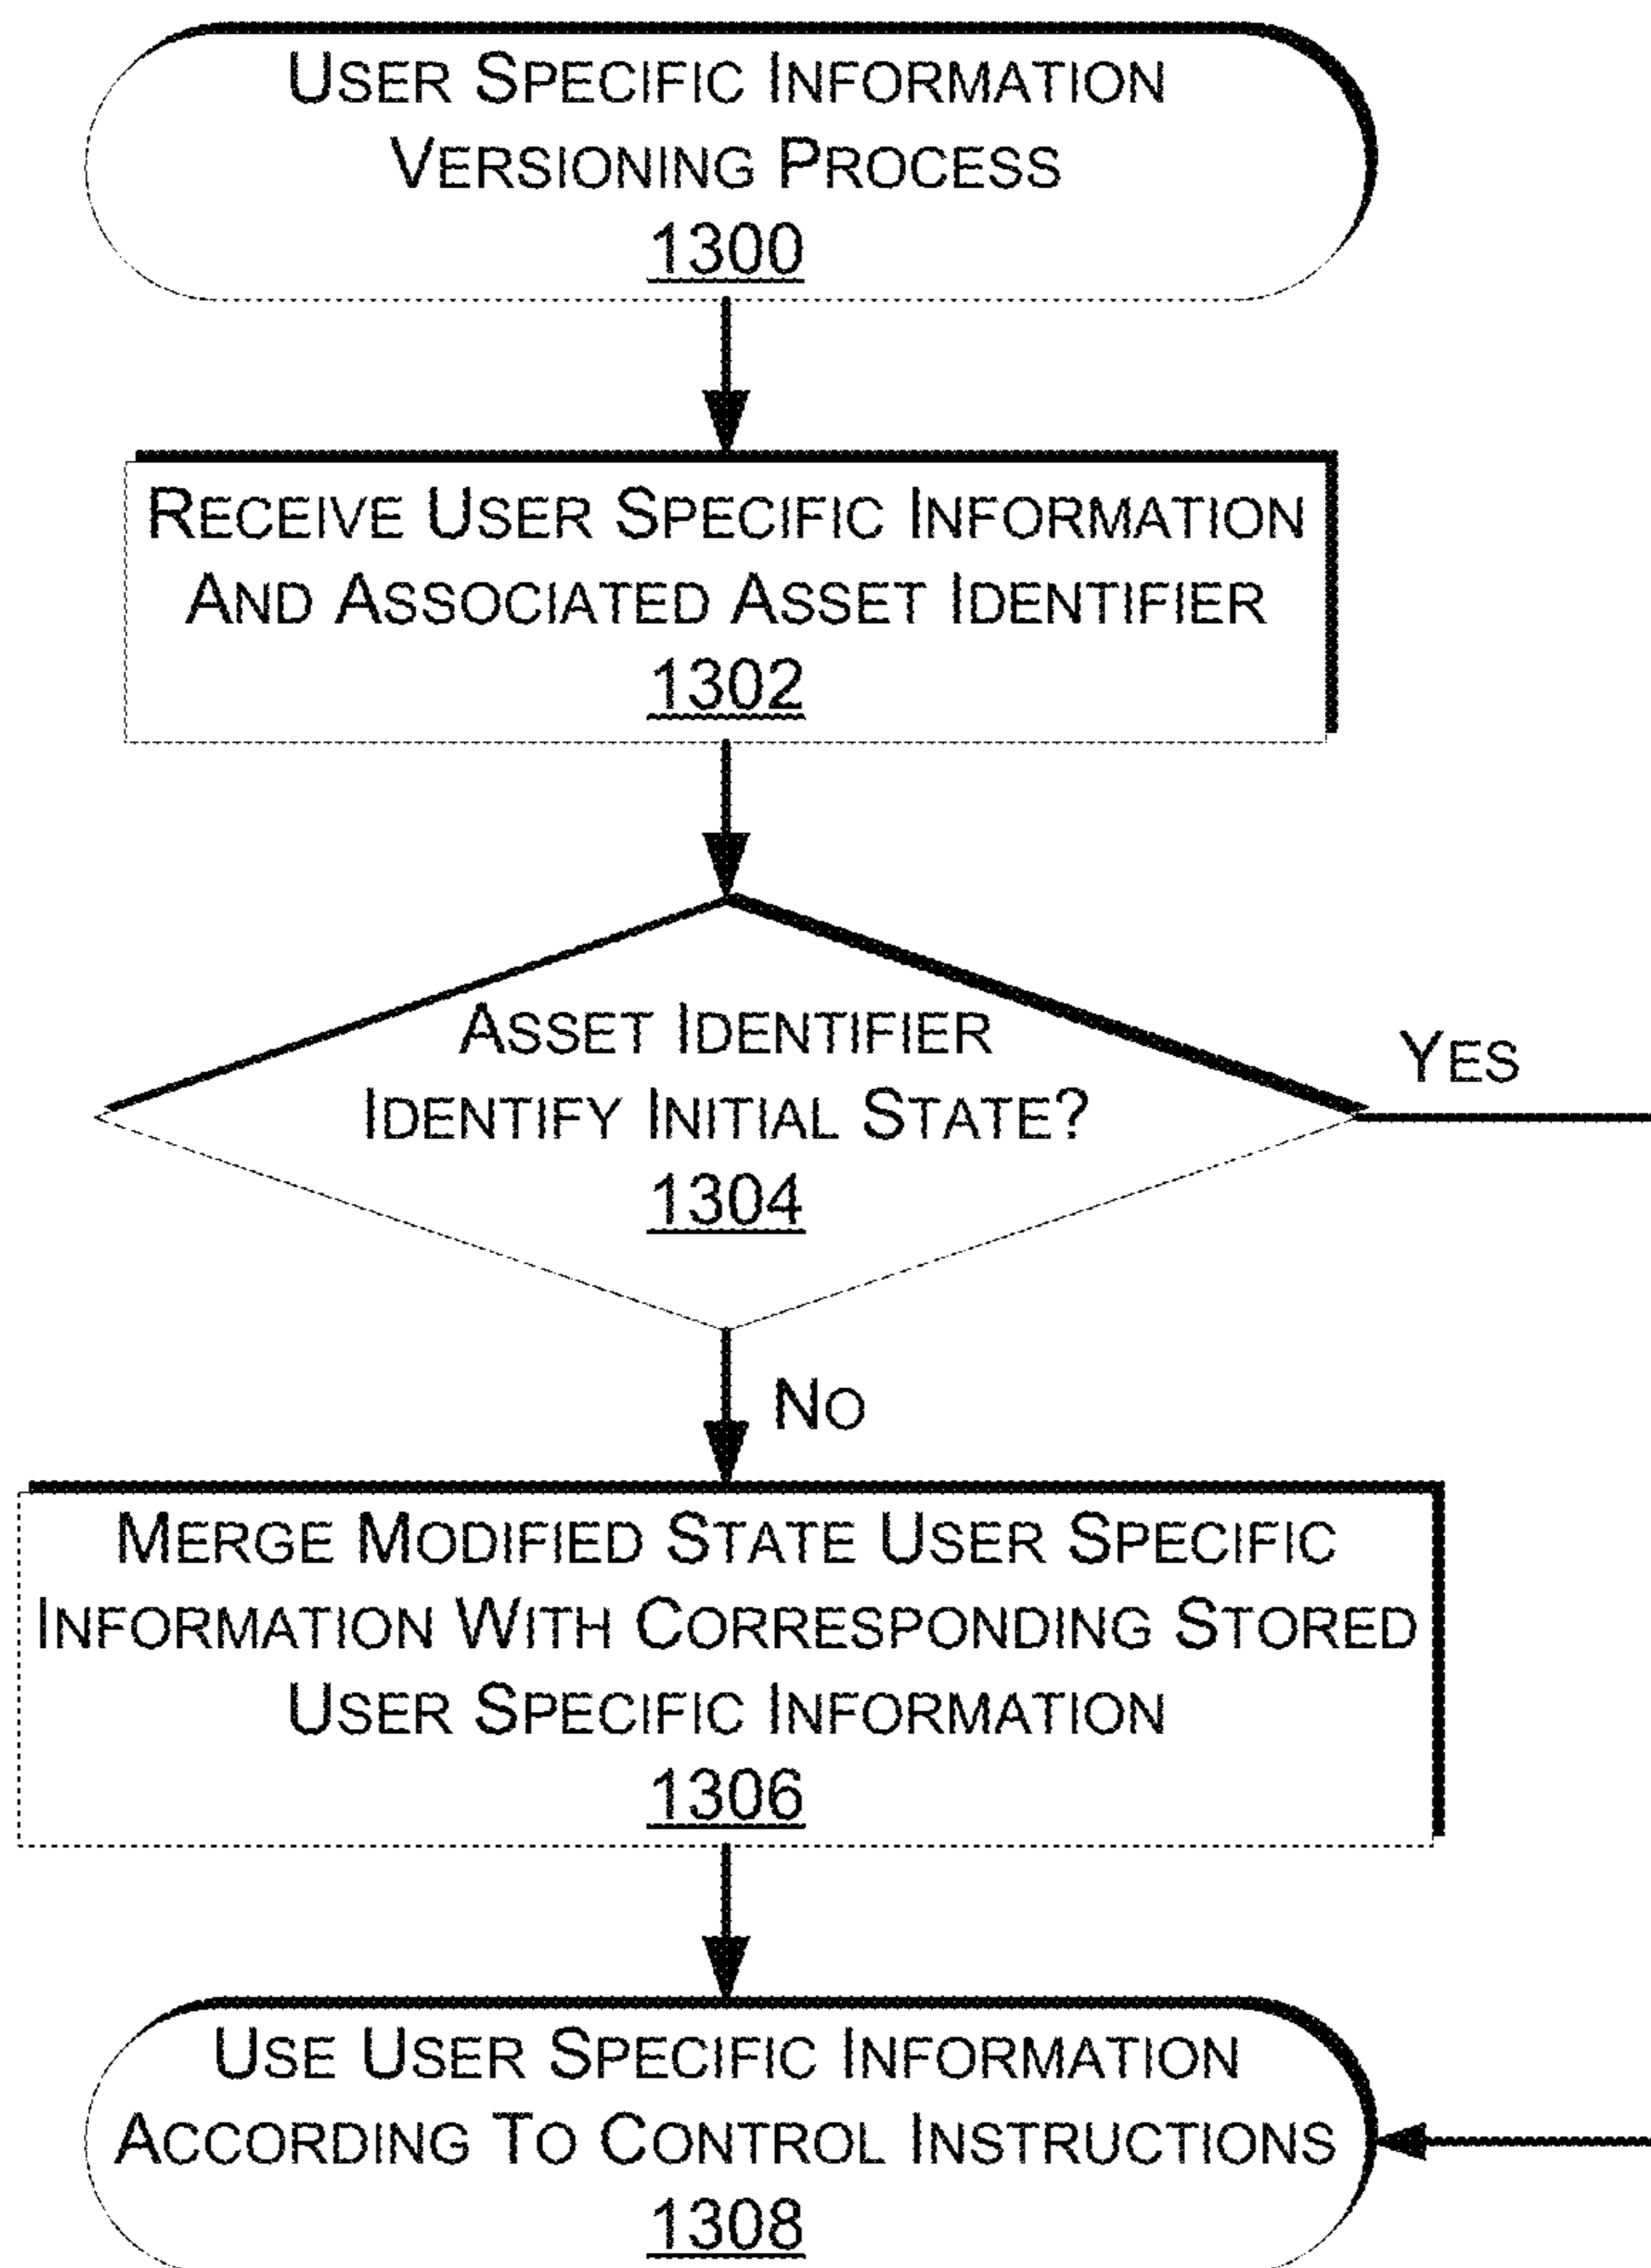 USER SPECIFIC INFORMATION
VERSIONING PROCESS
1300
RECEIVE USER SPECIFIC INFORMATION
AND ASSOCIATED ASSET IDENTIFIER
1302
ASSET IDENTIFIER
IDENTIFY INITIAL STATE?
1304
YES
NO
MERGE MODIFIED STATE USER SPECIFIC
INFORMATION WITH CORRESPONDING STORED
USER SPECIFIC INFORMATION
1306
USE USER SPECIFIC INFORMATION
ACCORDING TO CONTROL INSTRUCTIONS
1308